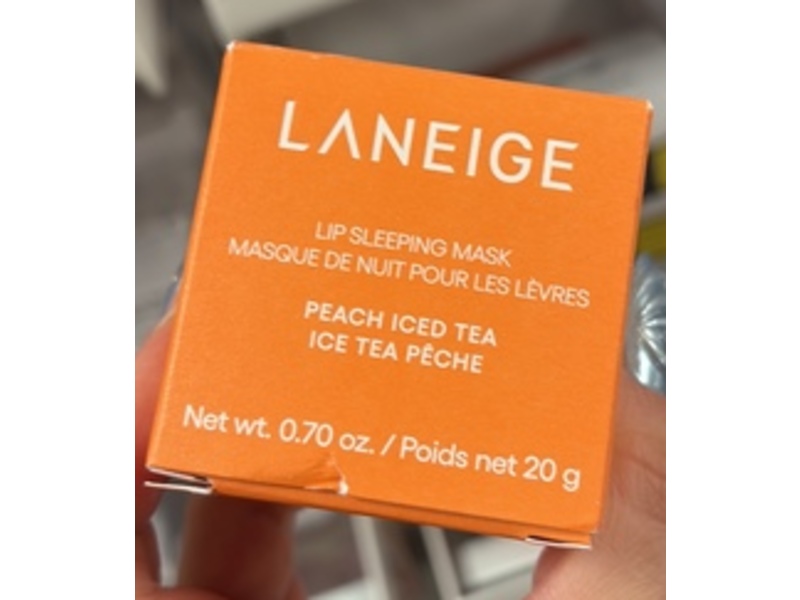 LANEIGE
LIP SLEEPING MASK
MASQUE DE NUIT POUR LES LÈVRES
PEACH ICED TEA
ICE TEA PÊCHE
Net wt. 0.70 oz. / Poids net 20 g